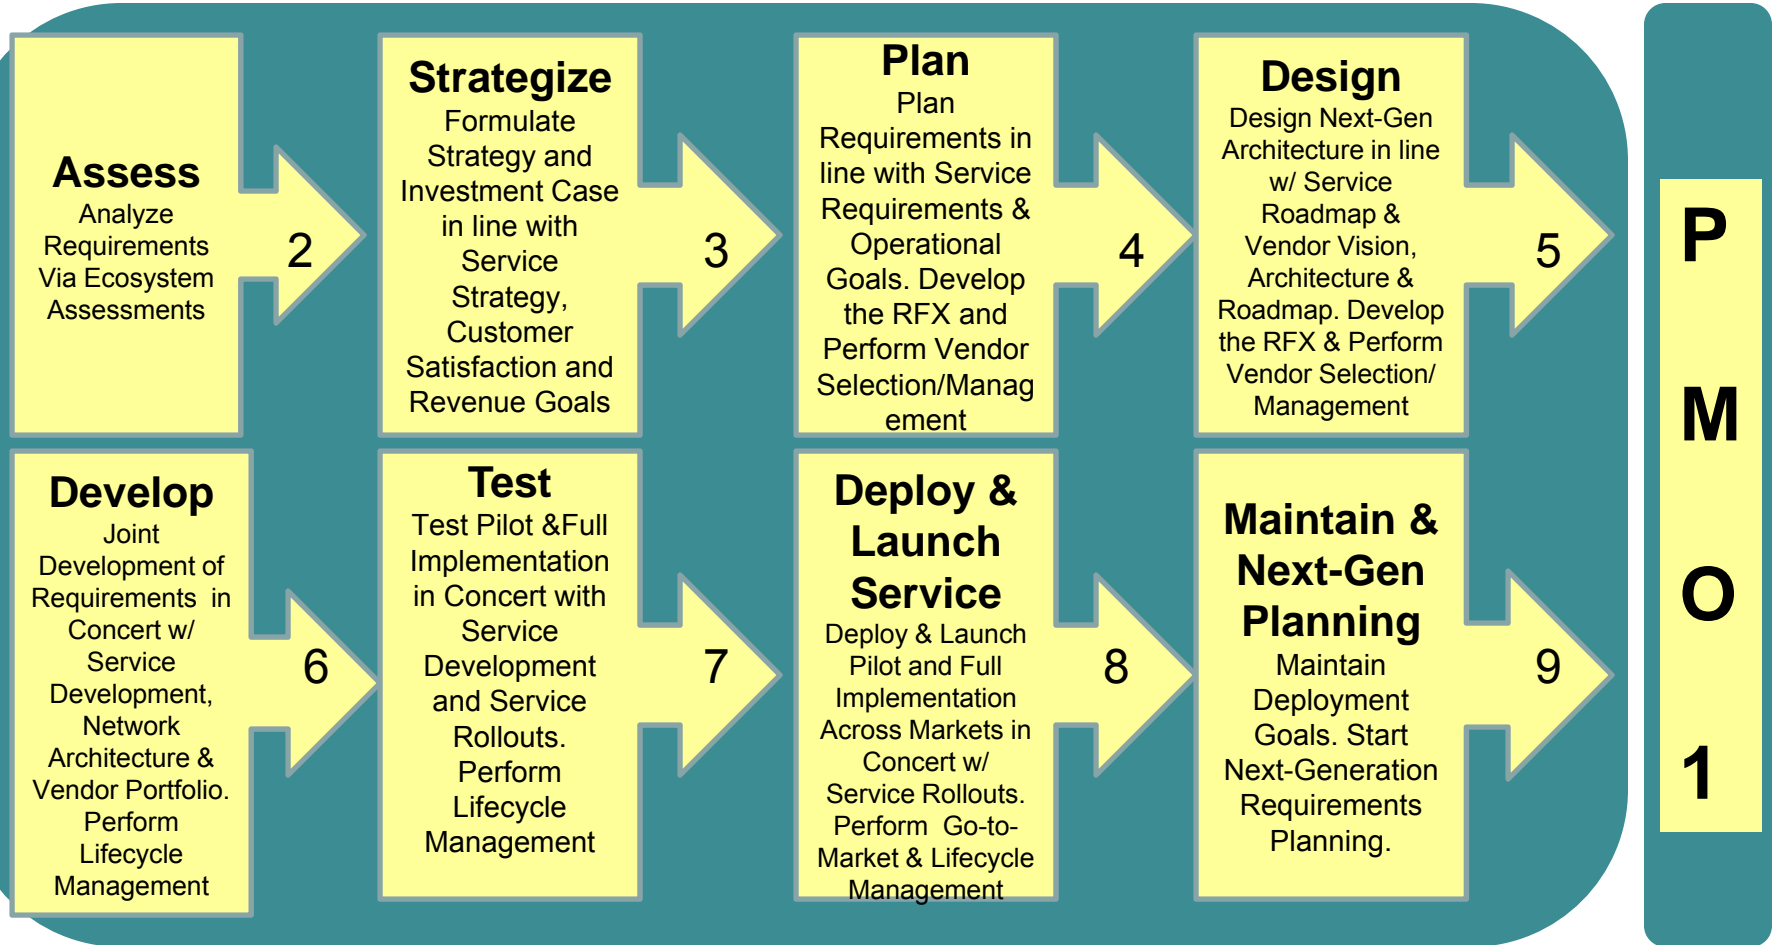 Assess
Analyze
Requirements
Via Ecosystem
Assessments
2
Strategize
Formulate
Strategy and
Investment Case
in line with
Service
Strategy,
Customer
Satisfaction and
Revenue Goals
3
Plan
Plan
Requirements in
line with Service
Requirements &
Operational
Goals. Develop
the RFX and
Perform Vendor
Selection/Manag
ement
4
Design
Design Next-Gen
Architecture in line
w/ Service
Roadmap &
Vendor Vision,
Architecture &
Roadmap. Develop
the RFX & Perform
Vendor Selection/
Management
5
Develop
Joint
Development of
Requirements in
Concert w/
Service
Development,
Network
Architecture &
Vendor Portfolio.
Perform
Lifecycle
Management
6
Test
Test Pilot &Full
Implementation
in Concert with
Service
Development
and Service
Rollouts.
Perform
Lifecycle
Management
7
Deploy &
Launch
Service
Deploy & Launch
Pilot and Full
Implementation
Across Markets in
Concert w/
Service Rollouts.
Perform Go-to-
Market & Lifecycle
Management
8
Maintain &
Next-Gen
Planning
Maintain
Deployment
Goals. Start
Next-Generation
Requirements
Planning.
9
P
M
O
1